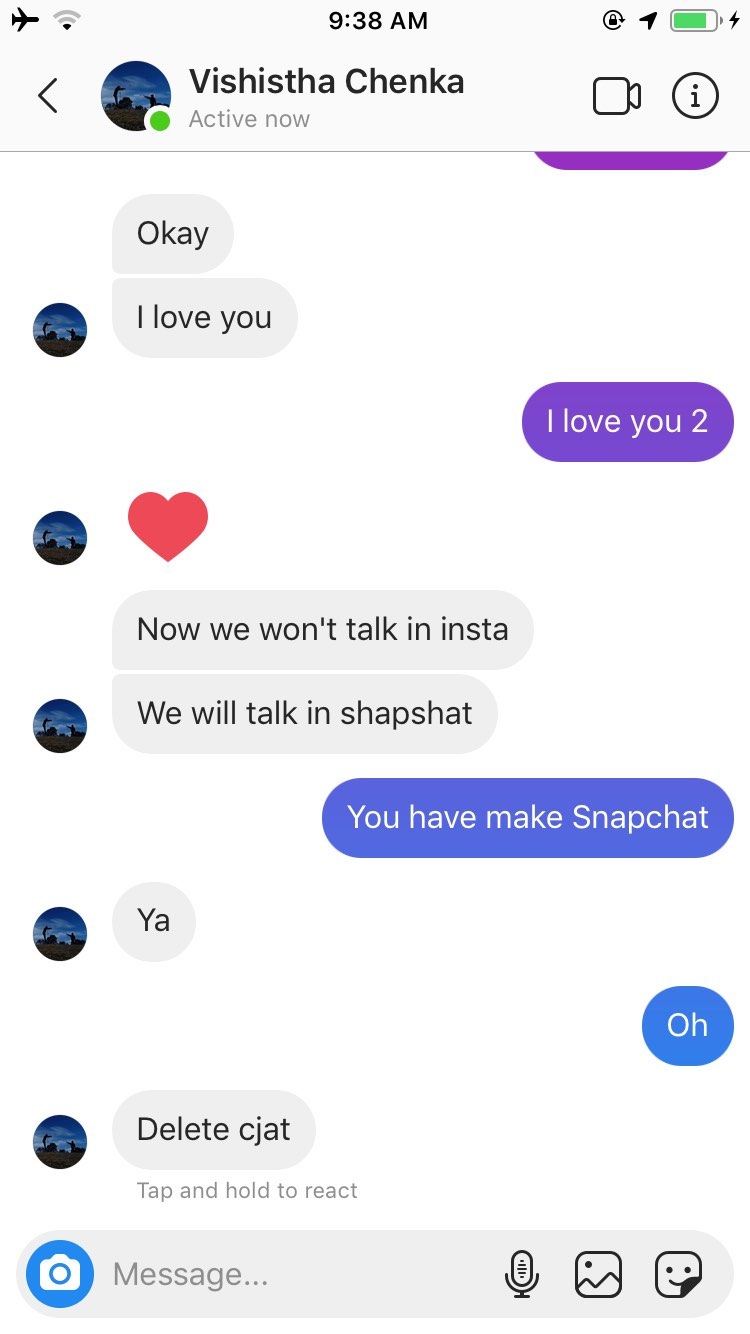 9:38 AM
Vishistha Chenka
Active now
Okay
I love you
I love you 2
Now we won't talk in insta
We will talk in shapshat
You have make Snapchat
Ya
Oh
Delete cjat
Tap and hold to react
Message...